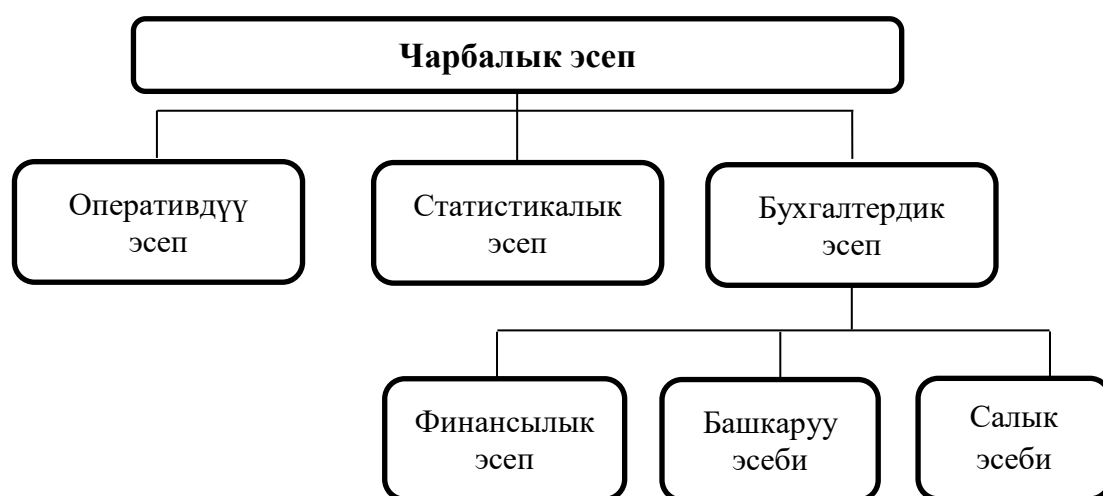 Чарбалык эсеп
Оперативдүү
эсеп
Статистикалык
эсеп
Бухгалтердик
эсеп
Финансылык
эсеп
Башкаруу
эсеби
Салык
эсеби